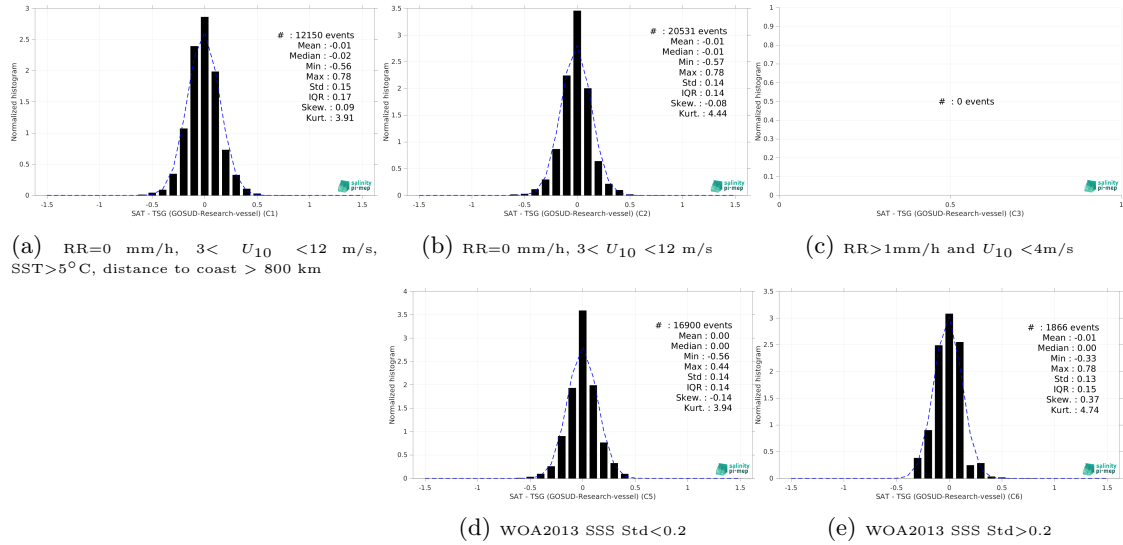 3
2.5
2
1.5
1
0.5
0
Normalized histogram
# : 12150 events
Mean : -0.01
Median : -0.02
Min : -0.56
Max : 0.78
Std : 0.15
IQR : 0.17
Skew. : 0.09
Kurt. : 3.91
salinity
pi-mep
-1.5 -1 -0.5 0 0.5 1 1.5
SAT - TSG (GOSUD-Research-vessel) (C1)
(a) RR=0 mm/h, 3< U10 <12 m/s,
SST>5°C, distance to coast > 800 km
3.5
3
2.5
2
1.5
1
0.5
0
Normalized histogram
# : 20531 events
Mean : -0.01
Median : -0.01
Min : -0.57
Max : 0.78
Std : 0.14
IQR : 0.14
Skew. : -0.08
Kurt. : 4.44
salinity
pi-mep
-1.5 -1 -0.5 0 0.5 1 1.5
SAT - TSG (GOSUD-Research-vessel) (C2)
(b) RR=0 mm/h, 3< U10 <12 m/s
1
0.9
0.8
0.7
0.6
0.5
0.4
0.3
0.2
0.1
0
Normalized histogram
# : 0 events
salinity
pi-mep
0 0.5 1
SAT - TSG (GOSUD-Research-vessel) (C3)
(c) RR>1mm/h and U10 <4m/s
4
3.5
3
2.5
2
1.5
1
0.5
0
Normalized histogram
# : 16900 events
Mean : 0.00
Median : 0.00
Min : -0.56
Max : 0.44
Std : 0.14
IQR : 0.14
Skew. : -0.14
Kurt. : 3.94
salinity
pi-mep
-1.5 -1 -0.5 0 0.5 1 1.5
SAT - TSG (GOSUD-Research-vessel) (C5)
(d) WOA2013 SSS Std<0.2
3.5
3
2.5
2
1.5
1
0.5
0
Normalized histogram
# : 1866 events
Mean : -0.01
Median : 0.00
Min : -0.33
Max : 0.78
Std : 0.13
IQR : 0.15
Skew. : 0.37
Kurt. : 4.74
salinity
pi-mep
-1.5 -1 -0.5 0 0.5 1 1.5
SAT - TSG (GOSUD-Research-vessel) (C6)
(e) WOA2013 SSS Std>0.2